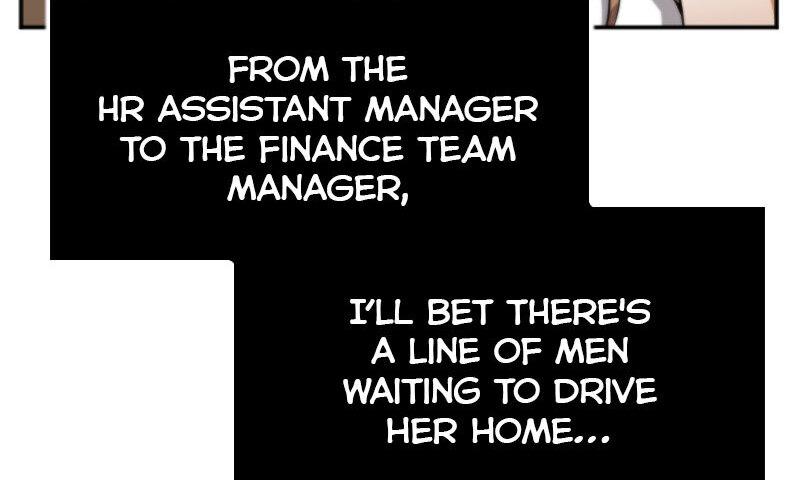 FROM THE
HR ASSISTANT MANAGER
TO THE FINANCE TEAM
MANAGER,
I'LL BET THERE'S
A LINE OF MEN
WAITING TO DRIVE
HER HOME...